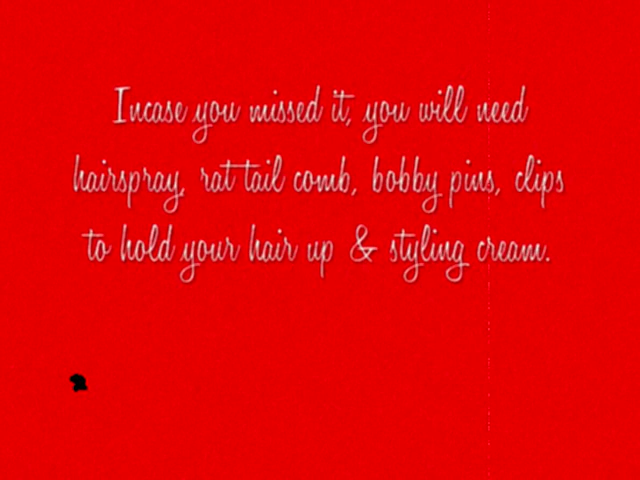 Incase you missed it, you will need
hairspray, rat tail comb, bobby pins, clips
to hold your hair up & styling cream.